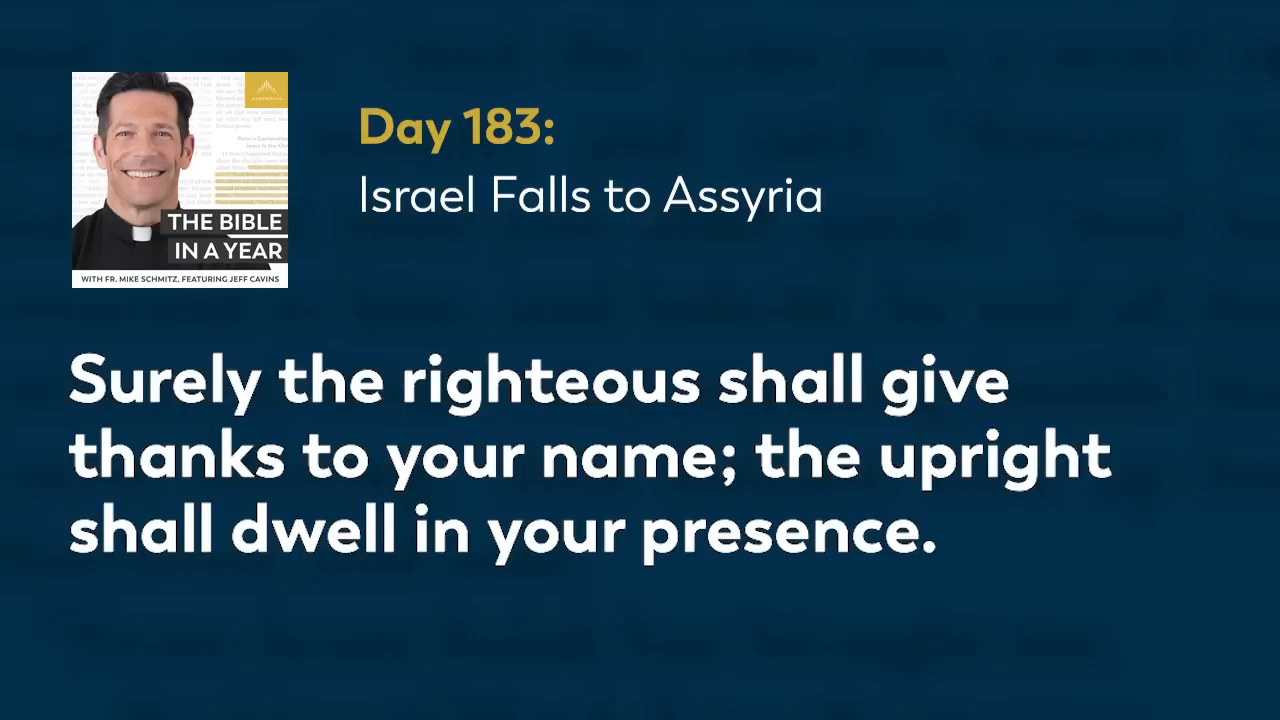 Day 183:
Israel Falls to Assyria
THE BIBLE
IN A YEAR
WITH FR. MIKE SCHMITZ, FEATURING JEFF CAVINS
Surely the righteous shall give
thanks to your name; the upright
shall dwell in your presence.